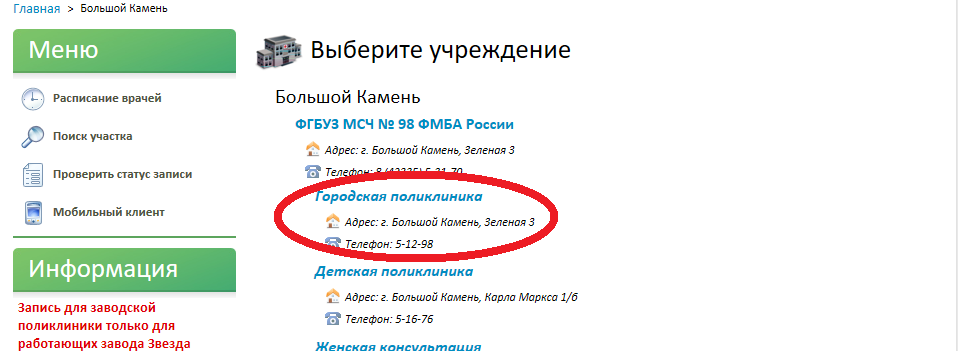 Главная > Большой Камень
Меню
Расписание врачей
Поиск участка
Проверить статус записи
Мобильный клиент
Информация
Запись для заводской
поликлиники только для
работающих завода Звезда
Выберите учреждение
Большой Камень
ФГБУЗ МСЧ № 98 ФМБА России
Адрес: г. Большой Камень, Зеленая 3
Телефон: 8 (42335) 5-21-70
Городская поликлиника
Адрес: г. Большой Камень, Зеленая 3
Телефон: 5-12-98
Детская поликлиника
Адрес: г. Большой Камень, Карла Маркса 1/б
Телефон: 5-16-76
Женская консультация